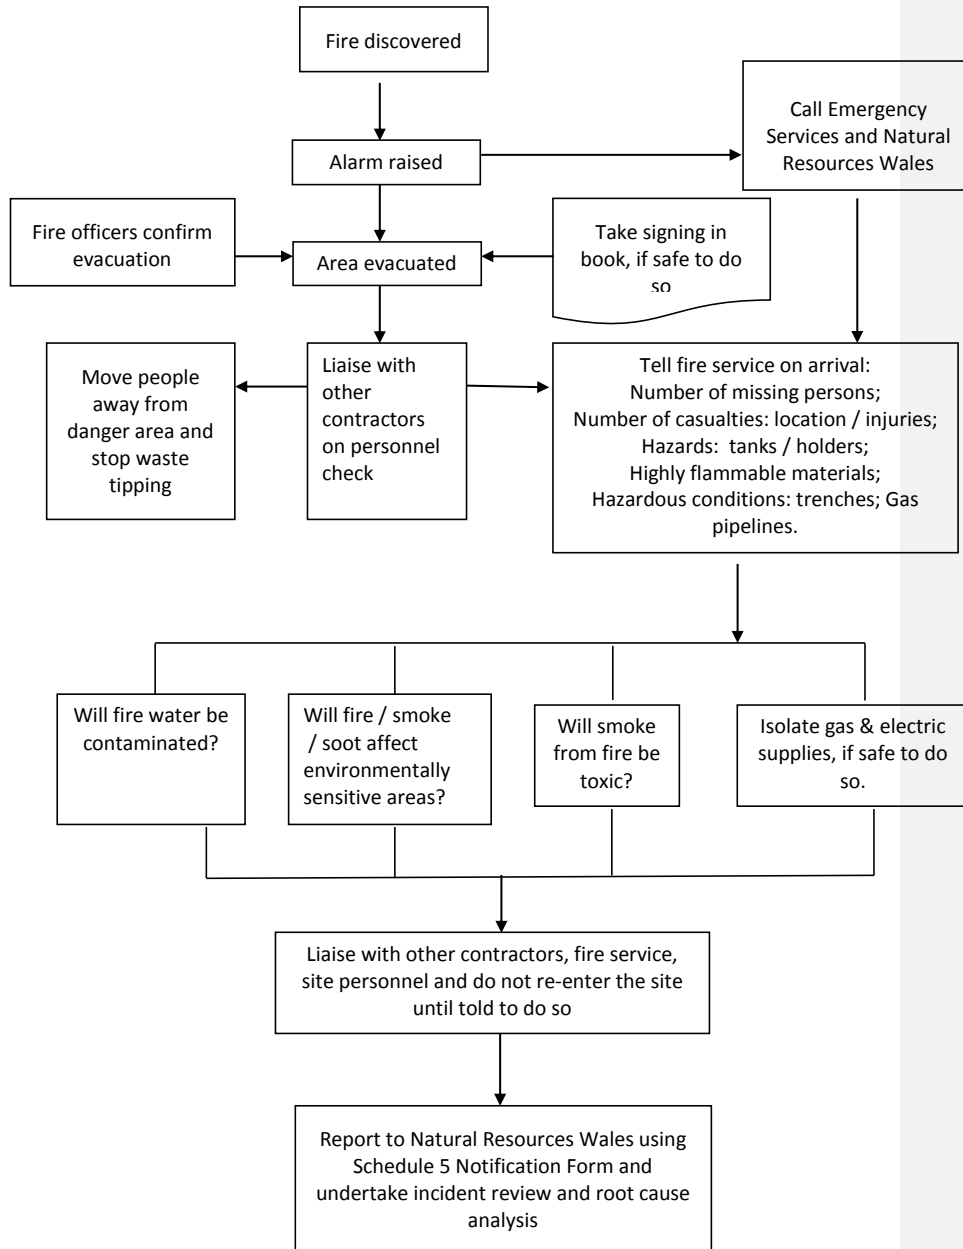 Fire discovered
Call Emergency
Services and Natural
Resources Wales
Alarm raised
Fire officers confirm
evacuation
Area evacuated
Take signing in
book, if safe to do
so
Move people
away from
danger area and
stop waste
tipping
Liaise with
other
contractors
on personnel
check
Tell fire service on arrival:
Number of missing persons;
Number of casualties: location / injuries;
Hazards: tanks / holders;
Highly flammable materials;
Hazardous conditions: trenches; Gas
pipelines.
Will fire water be
contaminated?
Will fire / smoke
/ soot affect
environmentally
sensitive areas?
Will smoke
from fire be
toxic?
Isolate gas & electric
supplies, if safe to do
so.
Liaise with other contractors, fire service,
site personnel and do not re-enter the site
until told to do so
Report to Natural Resources Wales using
Schedule 5 Notification Form and
undertake incident review and root cause
analysis